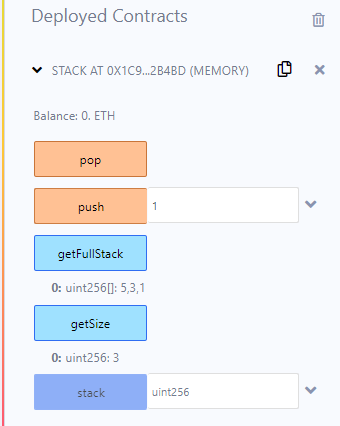 Deployed Contracts
STACK AT 0X1C9...2B4BD (MEMORY)
Balance: 0. ETH
pop
push 1
getFullStack
0: uint256[]: 5,3,1
getSize
0: uint256: 3
stack uint256